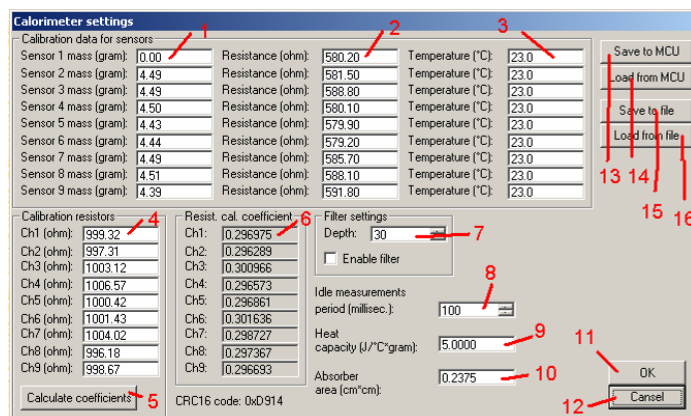 Calorimeter settings
Calibration data for sensors 1 2 3
Sensor 1 mass (gram): 0.00 Resistance (ohm): 580.20 Temperature (°C): 23.0
Sensor 2 mass (gram): 4.49 Resistance (ohm): 581.50 Temperature (°C): 23.0
Sensor 3 mass (gram): 4.49 Resistance (ohm): 588.80 Temperature (°C): 23.0
Sensor 4 mass (gram): 4.50 Resistance (ohm): 580.10 Temperature (°C): 23.0
Sensor 5 mass (gram): 4.43 Resistance (ohm): 579.90 Temperature (°C): 23.0
Sensor 6 mass (gram): 4.44 Resistance (ohm): 579.20 Temperature (°C): 23.0
Sensor 7 mass (gram): 4.49 Resistance (ohm): 585.70 Temperature (°C): 23.0
Sensor 8 mass (gram): 4.51 Resistance (ohm): 588.10 Temperature (°C): 23.0
Sensor 9 mass (gram): 4.39 Resistance (ohm): 591.80 Temperature (°C): 23.0
Save to MCU
Load from MCU
Save to file
Load from file
13 14 15 16
Calibration resistors 4
Ch1 (ohm): 999.32
Ch2 (ohm): 997.31
Ch3 (ohm): 1003.12
Ch4 (ohm): 1006.57
Ch5 (ohm): 1000.42
Ch6 (ohm): 1001.43
Ch7 (ohm): 1004.02
Ch8 (ohm): 996.18
Ch9 (ohm): 998.67
Calculate coefficients 5
Resist. cal. coefficient 6
Ch1: 0.296975
Ch2: 0.296289
Ch3: 0.300966
Ch4: 0.296573
Ch5: 0.296861
Ch6: 0.301636
Ch7: 0.298727
Ch8: 0.297367
Ch9: 0.296693
CRC16 code: 0xD914
Filter settings
Depth: 30 7
Enable filter
Idle measurements
period (millisec.): 100 8
Heat
capacity (J/°C*gram): 5.0000 9
Absorber
area (cm*cm): 0.2375 10
11 OK
12 Cansel